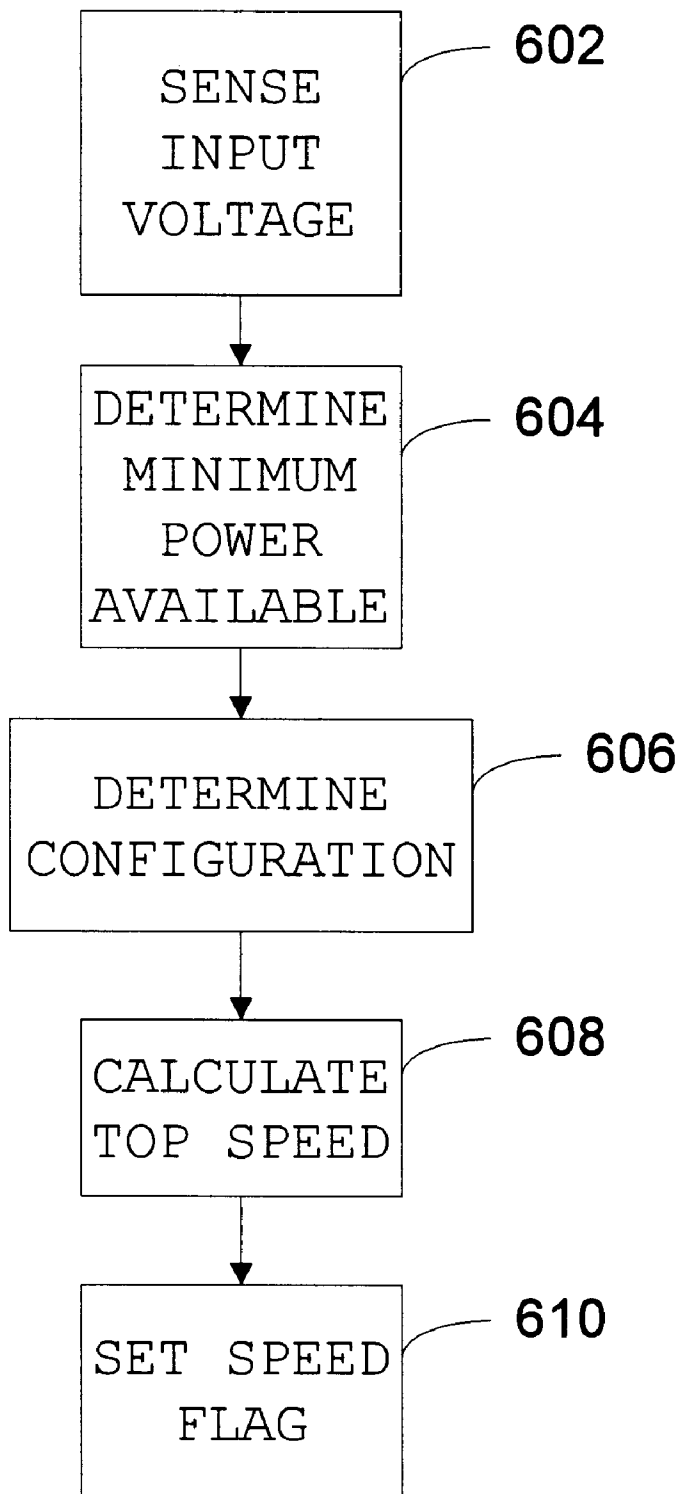 602
SENSE
INPUT
VOLTAGE
604
DETERMINE
MINIMUM
POWER
AVAILABLE
606
DETERMINE
CONFIGURATION
608
CALCULATE
TOP SPEED
610
SET SPEED
FLAG